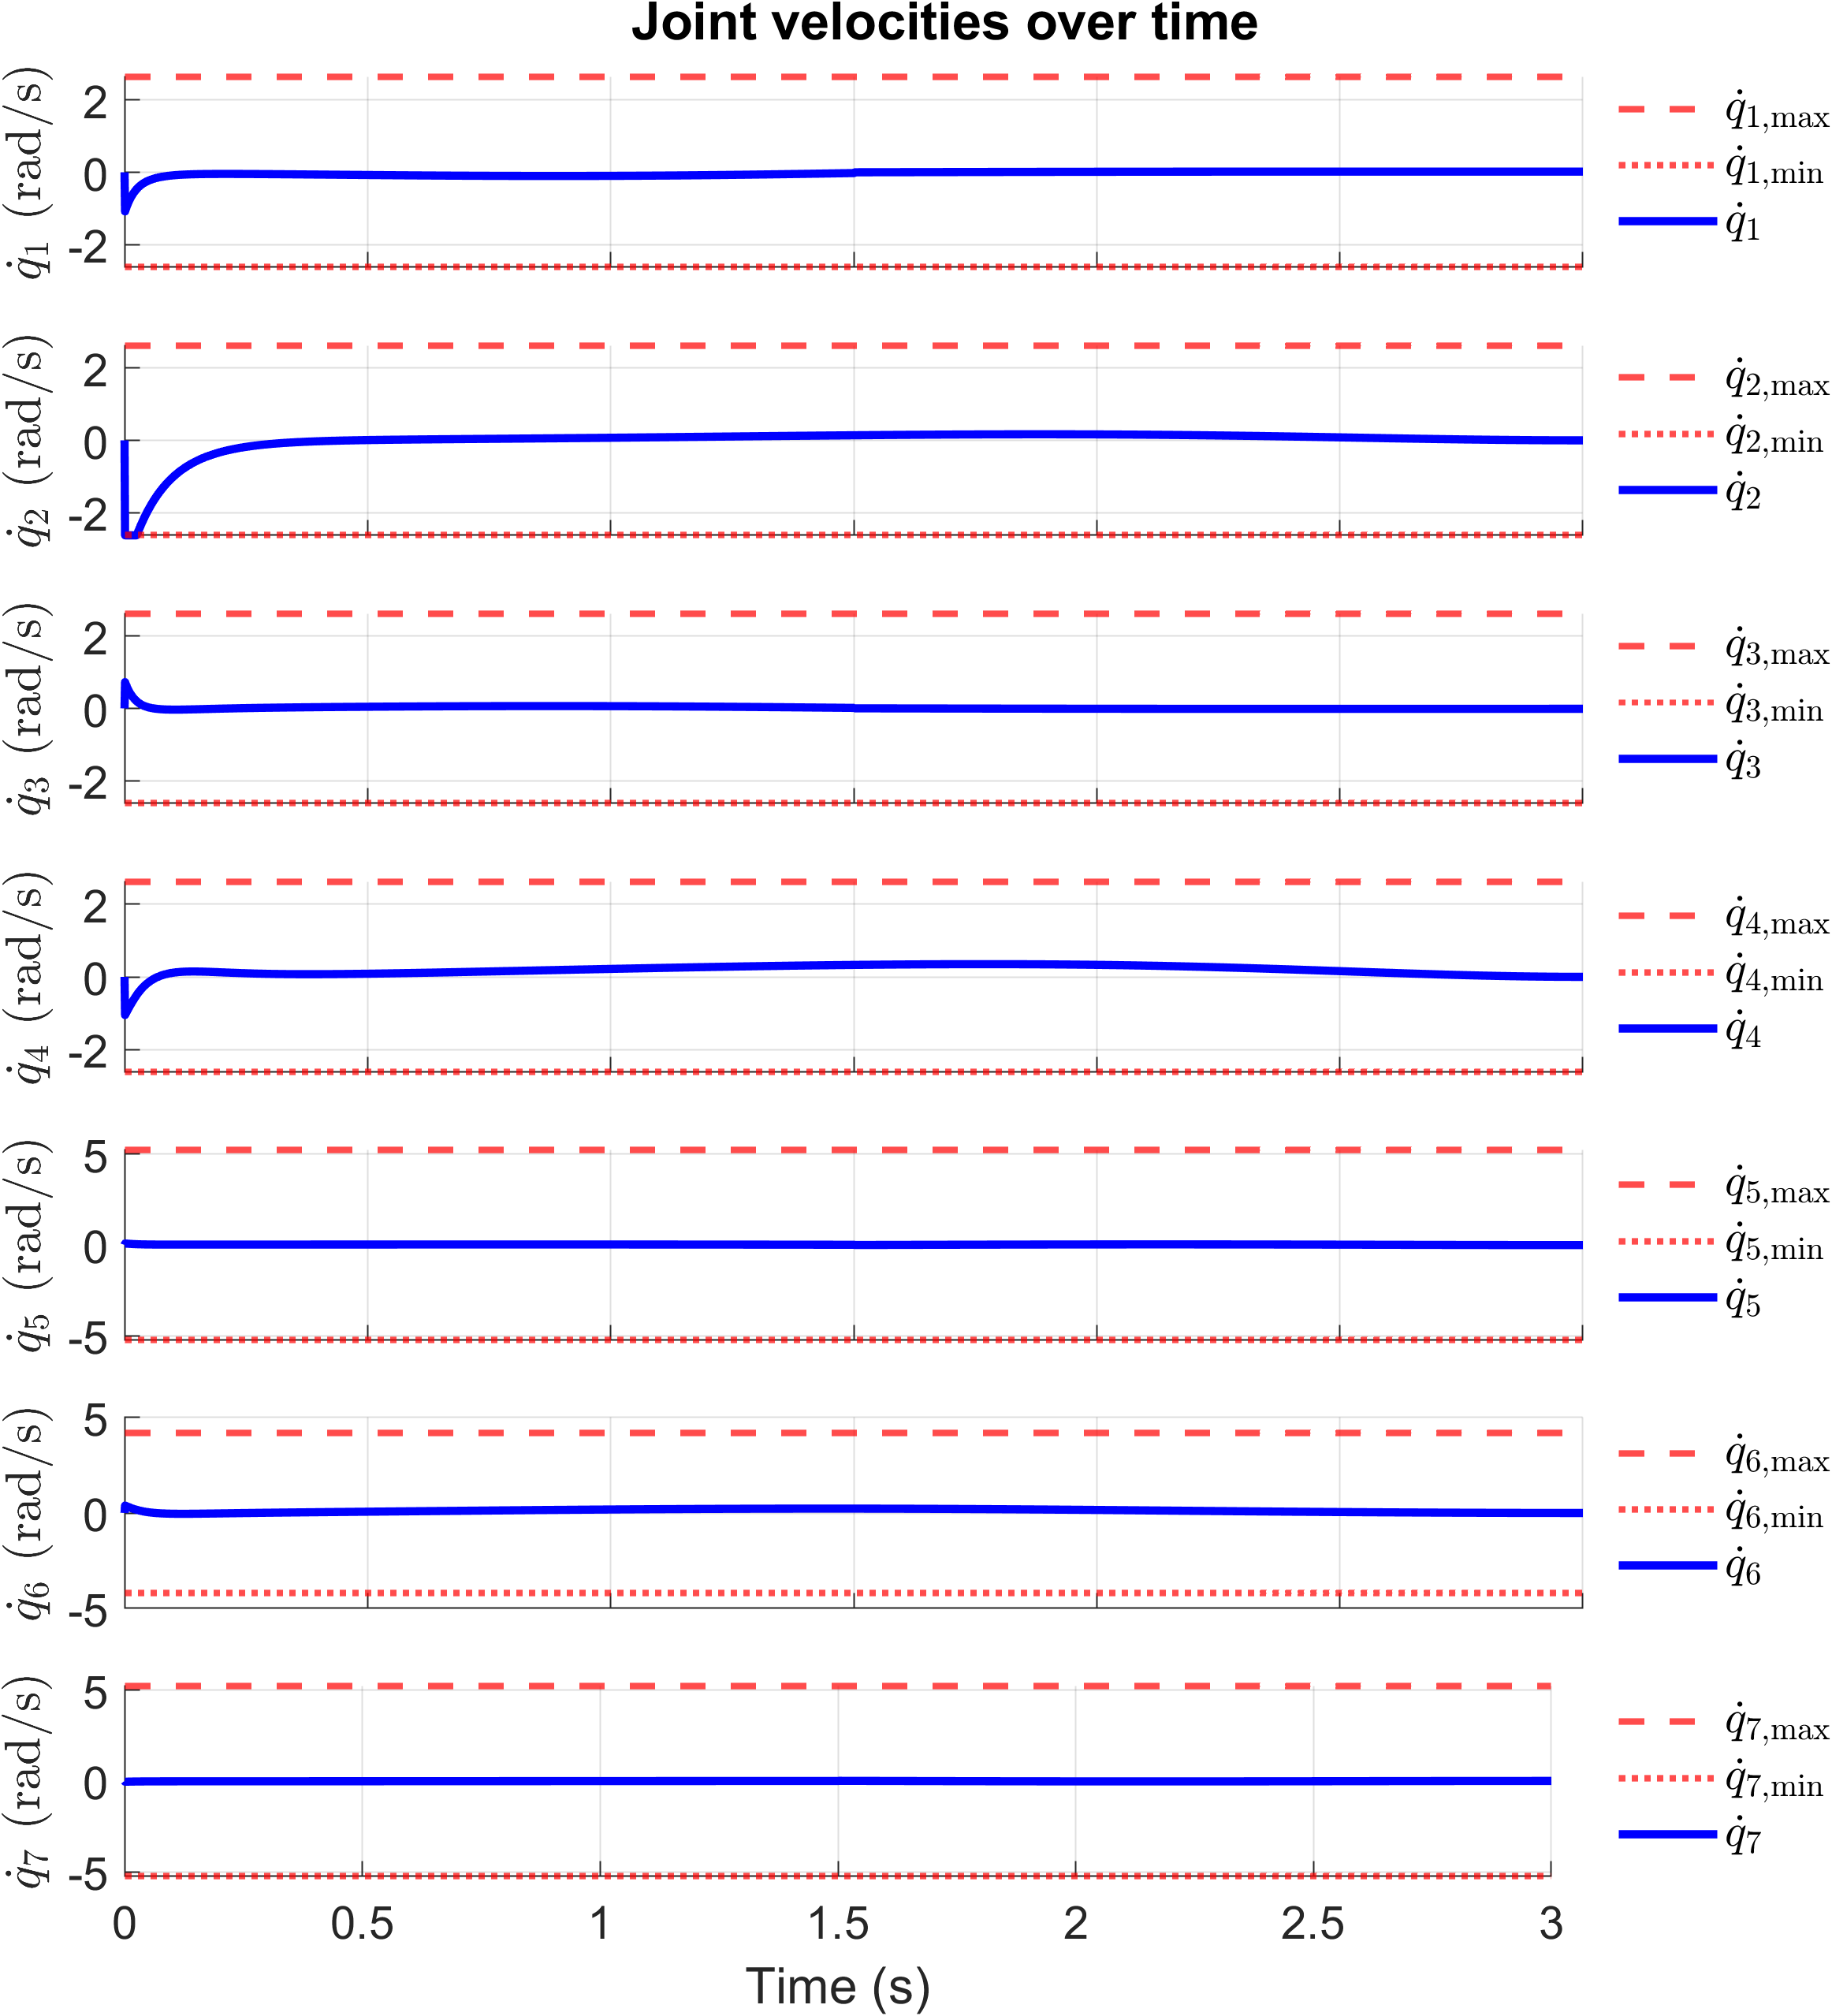 Joint velocities over time
q̇1 (rad/s)
2
0
-2
q̇1,max
q̇1,min
q̇1
q̇2 (rad/s)
2
0
-2
q̇2,max
q̇2,min
q̇2
q̇3 (rad/s)
2
0
-2
q̇3,max
q̇3,min
q̇3
q̇4 (rad/s)
2
0
-2
q̇4,max
q̇4,min
q̇4
q̇5 (rad/s)
5
0
-5
q̇5,max
q̇5,min
q̇5
q̇6 (rad/s)
5
0
-5
q̇6,max
q̇6,min
q̇6
q̇7 (rad/s)
5
0
-5
q̇7,max
q̇7,min
q̇7
0 0.5 1 1.5 2 2.5 3
Time (s)